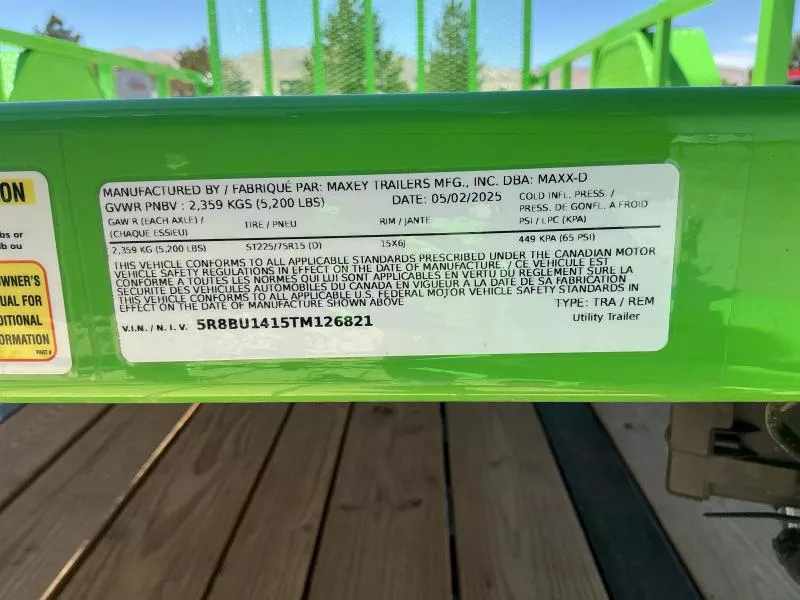 ON
bs or
b ou
OWNER'S
UAL FOR
DITIONAL
ORMATION
PART #
MANUFACTURED BY / FABRIQUÉ PAR: MAXEY TRAILERS MFG., INC. DBA: MAXX-D
GVWR PNBV : 2,359 KGS (5,200 LBS) DATE: 05/02/2025 COLD INFL. PRESS. /
PRESS. DE GONFL. A FROID
GAW R (EACH AXLE) / TIRE / PNEU RIM / JANTE PSI / LPC (KPA)
(CHAQUE ESSIEU)
2,359 KG (5,200 LBS) ST225/75R15 (D) 15X6J 449 KPA (65 PSI)
THIS VEHICLE CONFORMS TO ALL APPLICABLE STANDARDS PRESCRIBED UNDER THE CANADIAN MOTOR
VEHICLE SAFETY REGULATIONS IN EFFECT ON THE DATE OF MANUFACTURE. / CE VEHICULE EST
CONFORME A TOUTES LES NORMES QUI LUI SONT APPLICABLES EN VERTU DU REGLEMENT SUR LA
SECURITE DES VEHICULES AUTOMOBILES DU CANADA EN VIGUEUR A LA DATE DE SA FABRICATION
THIS VEHICLE CONFORMS TO ALL APPLICABLE U.S. FEDERAL MOTOR VEHICLE SAFETY STANDARDS IN
EFFECT ON THE DATE OF MANUFACTURE SHOWN ABOVE
TYPE: TRA / REM
V.I.N. / N. I. V. 5R8BU1415TM126821 Utility Trailer